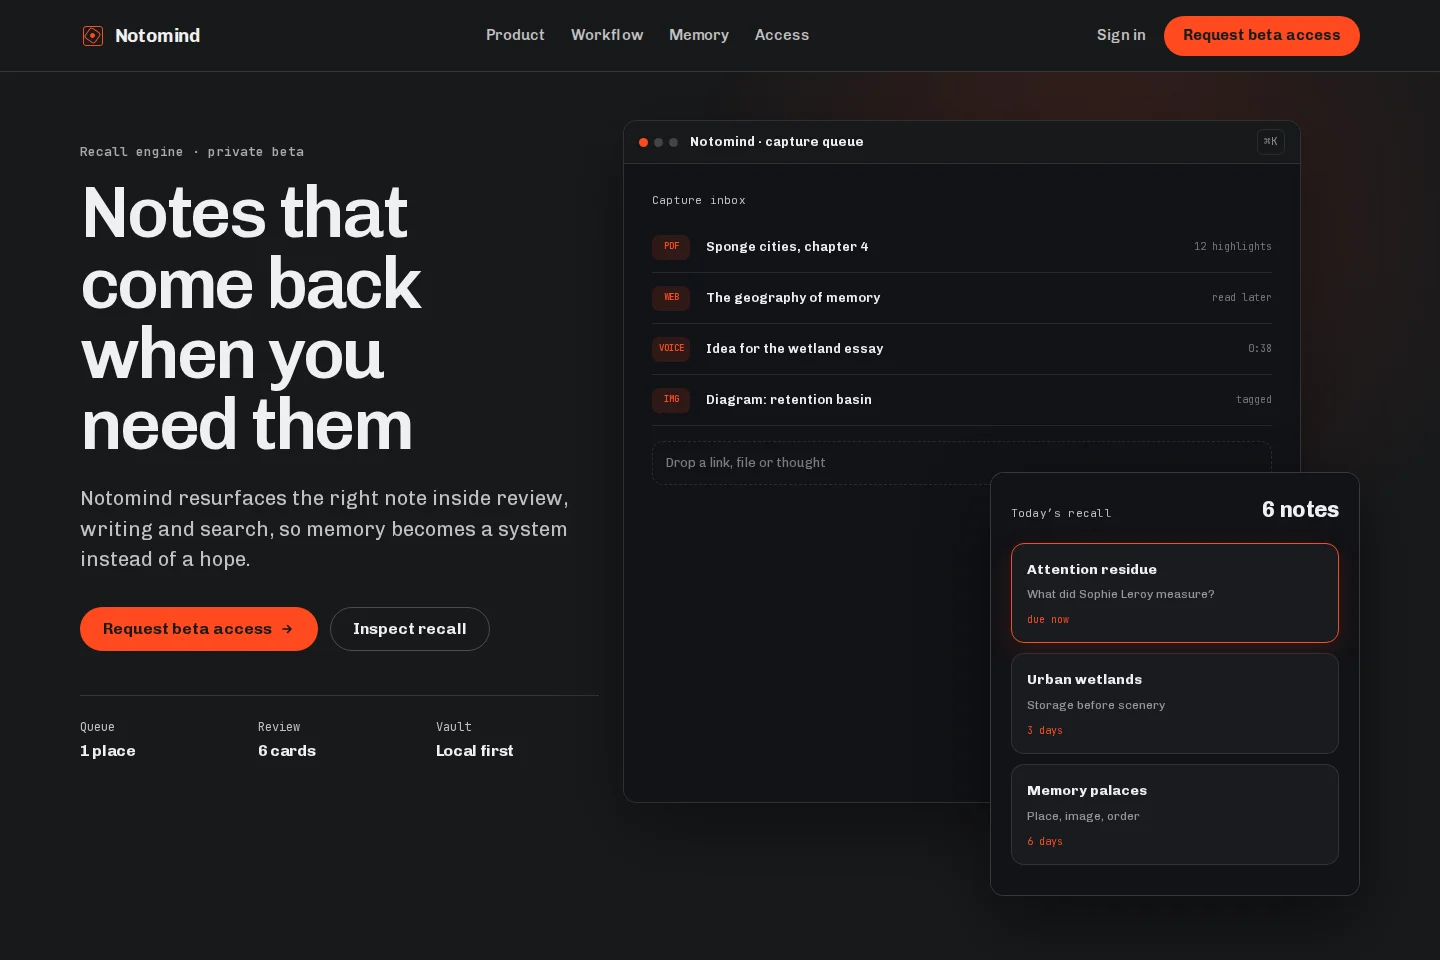 Notomind
Product
Workflow
Memory
Access
Sign in
Request beta access
Recall engine · private beta
Notes that
come back
when you
need them
Notomind resurfaces the right note inside review,
writing and search, so memory becomes a system
instead of a hope.
Request beta access →
Inspect recall
Queue
1 place
Review
6 cards
Vault
Local first
Notomind · capture queue
⌘K
Capture inbox
PDF Sponge cities, chapter 4 12 highlights
WEB The geography of memory read later
VOICE Idea for the wetland essay 0:38
IMG Diagram: retention basin tagged
Drop a link, file or thought
Today's recall 6 notes
Attention residue
What did Sophie Leroy measure?
due now
Urban wetlands
Storage before scenery
3 days
Memory palaces
Place, image, order
6 days